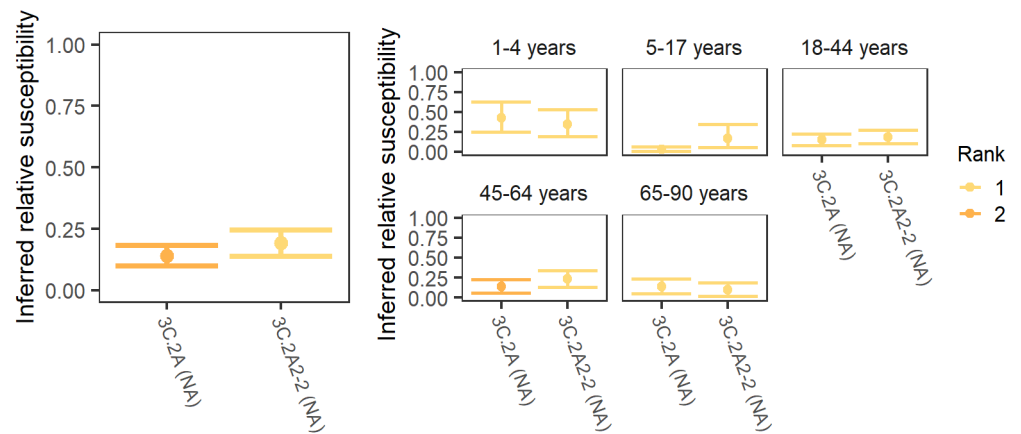 Inferred relative susceptibility
1.00
0.75
0.50
0.25
0.00
3C.2A (NA)
3C.2A2-2 (NA)
Inferred relative susceptibility
1-4 years
5-17 years
18-44 years
1.00
0.75
0.50
0.25
0.00
3C.2A (NA)
3C.2A2-2 (NA)
45-64 years
65-90 years
1.00
0.75
0.50
0.25
0.00
3C.2A (NA)
3C.2A2-2 (NA)
3C.2A (NA)
3C.2A2-2 (NA)
Rank
1
2